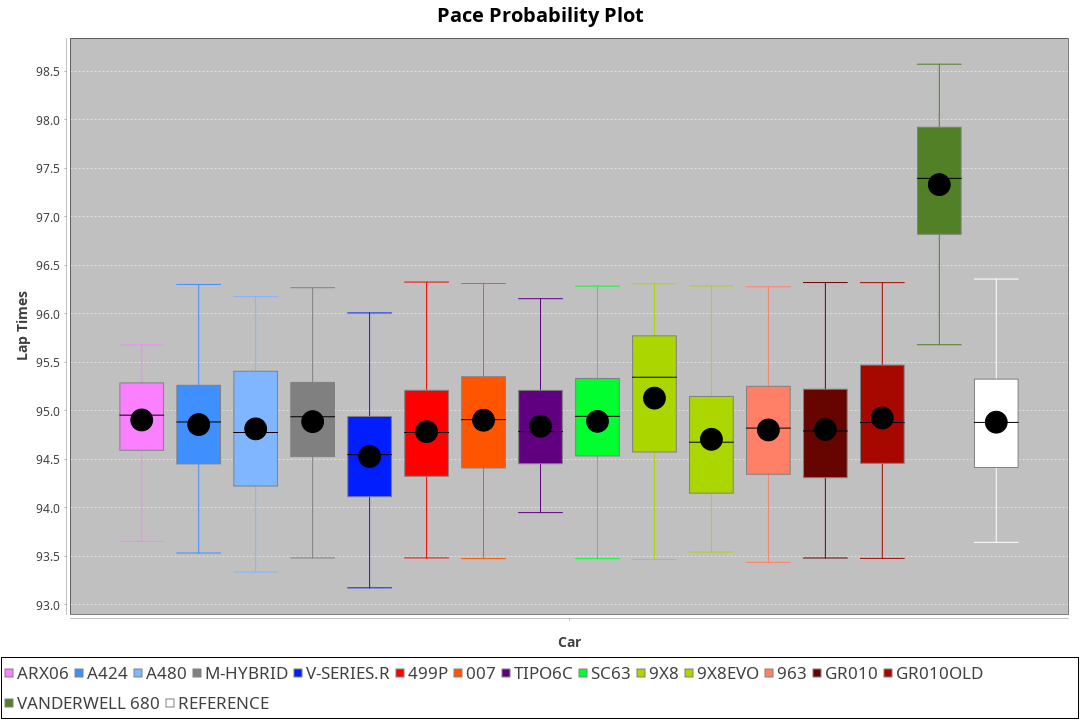 Pace Probability Plot
98.5
98.0
97.5
97.0
96.5
96.0
95.5
95.0
94.5
94.0
93.5
93.0
Lap Times
Car
ARX06 A424 A480 M-HYBRID V-SERIES.R 499P 007 TIPO6C SC63 9X8 9X8EVO 963 GR010 GR010OLD
VANDERWELL 680 REFERENCE